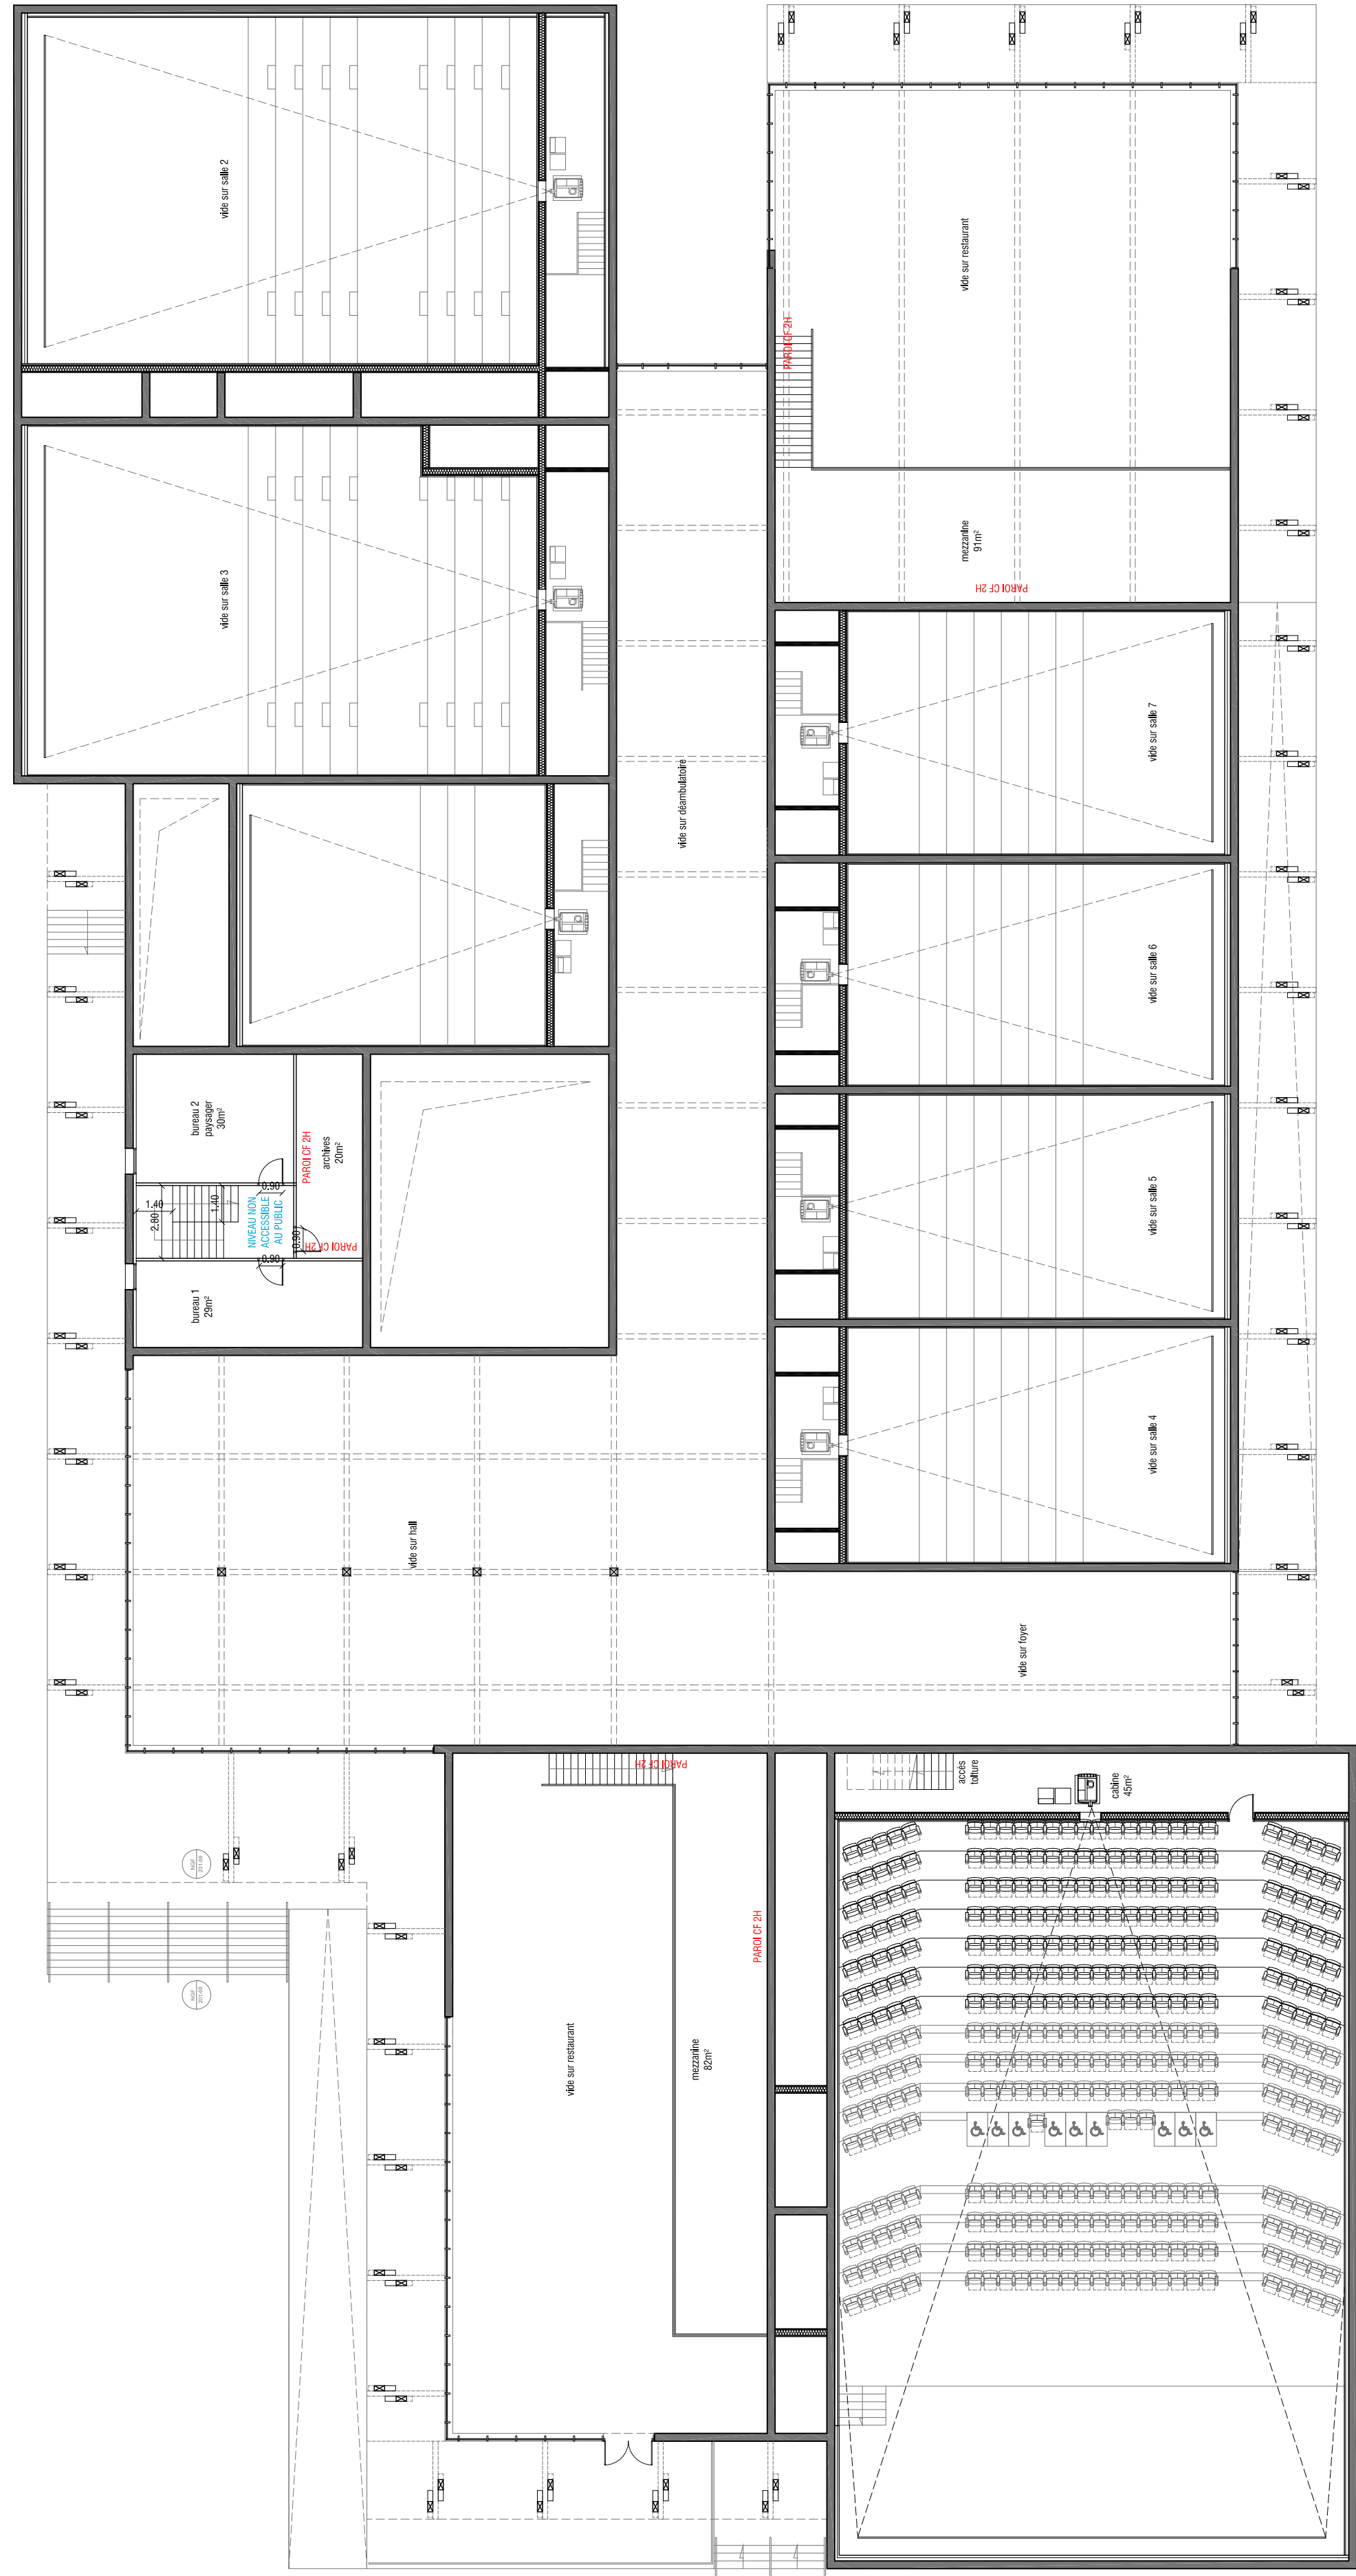 vide sur salle 2
vide sur restaurant
PAROI CF 2H
mezzanine
91m²
PAROI CF 2H
vide sur salle 3
vide sur salle 7
vide sur déambulatoire
vide sur salle 6
bureau 2
paysager
30m²
archives
20m²
PAROI CF 2H
1.40
2.80
1.40
0.90
NIVEAU NON
ACCESSIBLE
AU PUBLIC
0.90
PAROI CF 2H
0.90
bureau 1
29m²
vide sur salle 5
vide sur salle 4
vide sur hall
vide sur foyer
PAROI CF 2H
accès
toiture
cabine
45m²
NGF
NGF
PAROI CF 2H
vide sur restaurant
mezzanine
82m²